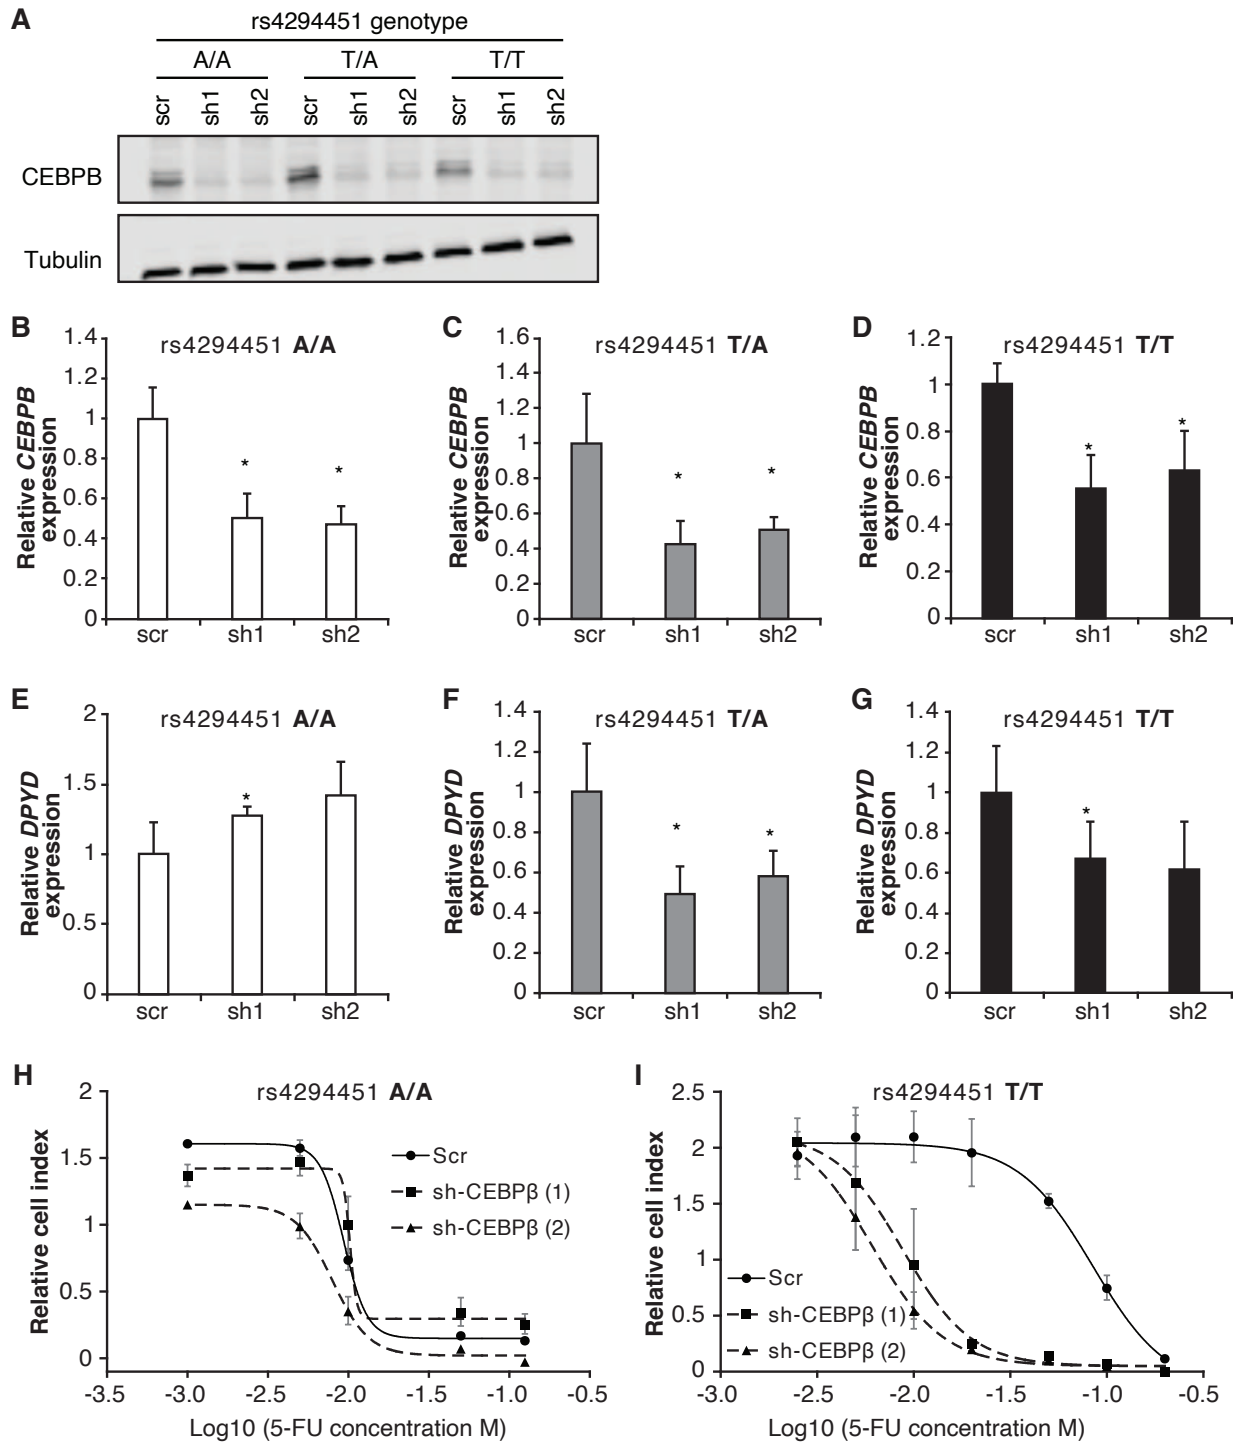 A
rs4294451 genotype
A/A T/A T/T
scr sh1 sh2 scr sh1 sh2 scr sh1 sh2
CEBPB
Tubulin
B
rs4294451 A/A
Relative CEBPB
expression
1.4
1.2
1
0.8
0.6
0.4
0.2
0
* *
scr sh1 sh2
C
rs4294451 T/A
Relative CEBPB
expression
1.6
1.4
1.2
1
0.8
0.6
0.4
0.2
0
* *
scr sh1 sh2
D
rs4294451 T/T
Relative CEBPB
expression
1.2
1
0.8
0.6
0.4
0.2
0
* *
scr sh1 sh2
E
rs4294451 A/A
Relative DPYD
expression
2
1.5
1
0.5
0
*
scr sh1 sh2
F
rs4294451 T/A
Relative DPYD
expression
1.4
1.2
1
0.8
0.6
0.4
0.2
0
* *
scr sh1 sh2
G
rs4294451 T/T
Relative DPYD
expression
1.4
1.2
1
0.8
0.6
0.4
0.2
0
*
scr sh1 sh2
H
rs4294451 A/A
Relative cell index
2
1.5
1
0.5
0
Scr
sh-CEBPβ (1)
sh-CEBPβ (2)
-3.5 -3.0 -2.5 -2.0 -1.5 -1.0 -0.5
Log10 (5-FU concentration M)
I
rs4294451 T/T
Relative cell index
2.5
2
1.5
1
0.5
0
Scr
sh-CEBPβ (1)
sh-CEBPβ (2)
-3.0 -2.5 -2.0 -1.5 -1.0 -0.5
Log10 (5-FU concentration M)